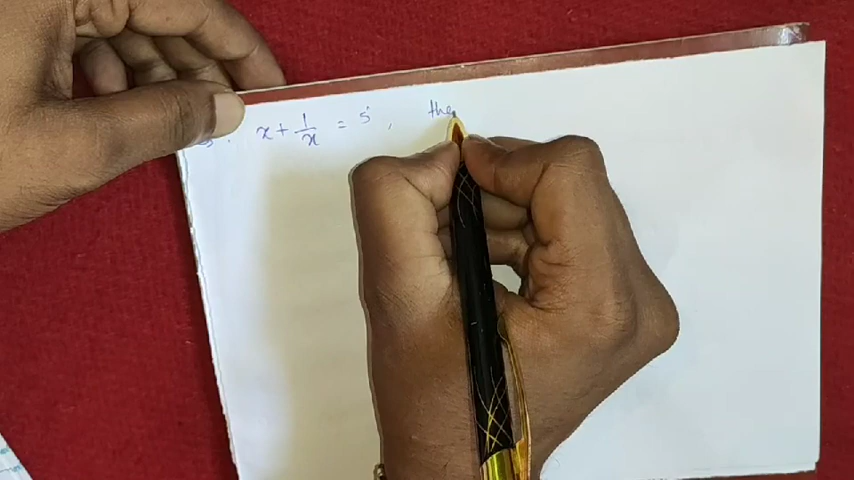 x + 1/x = 5, the